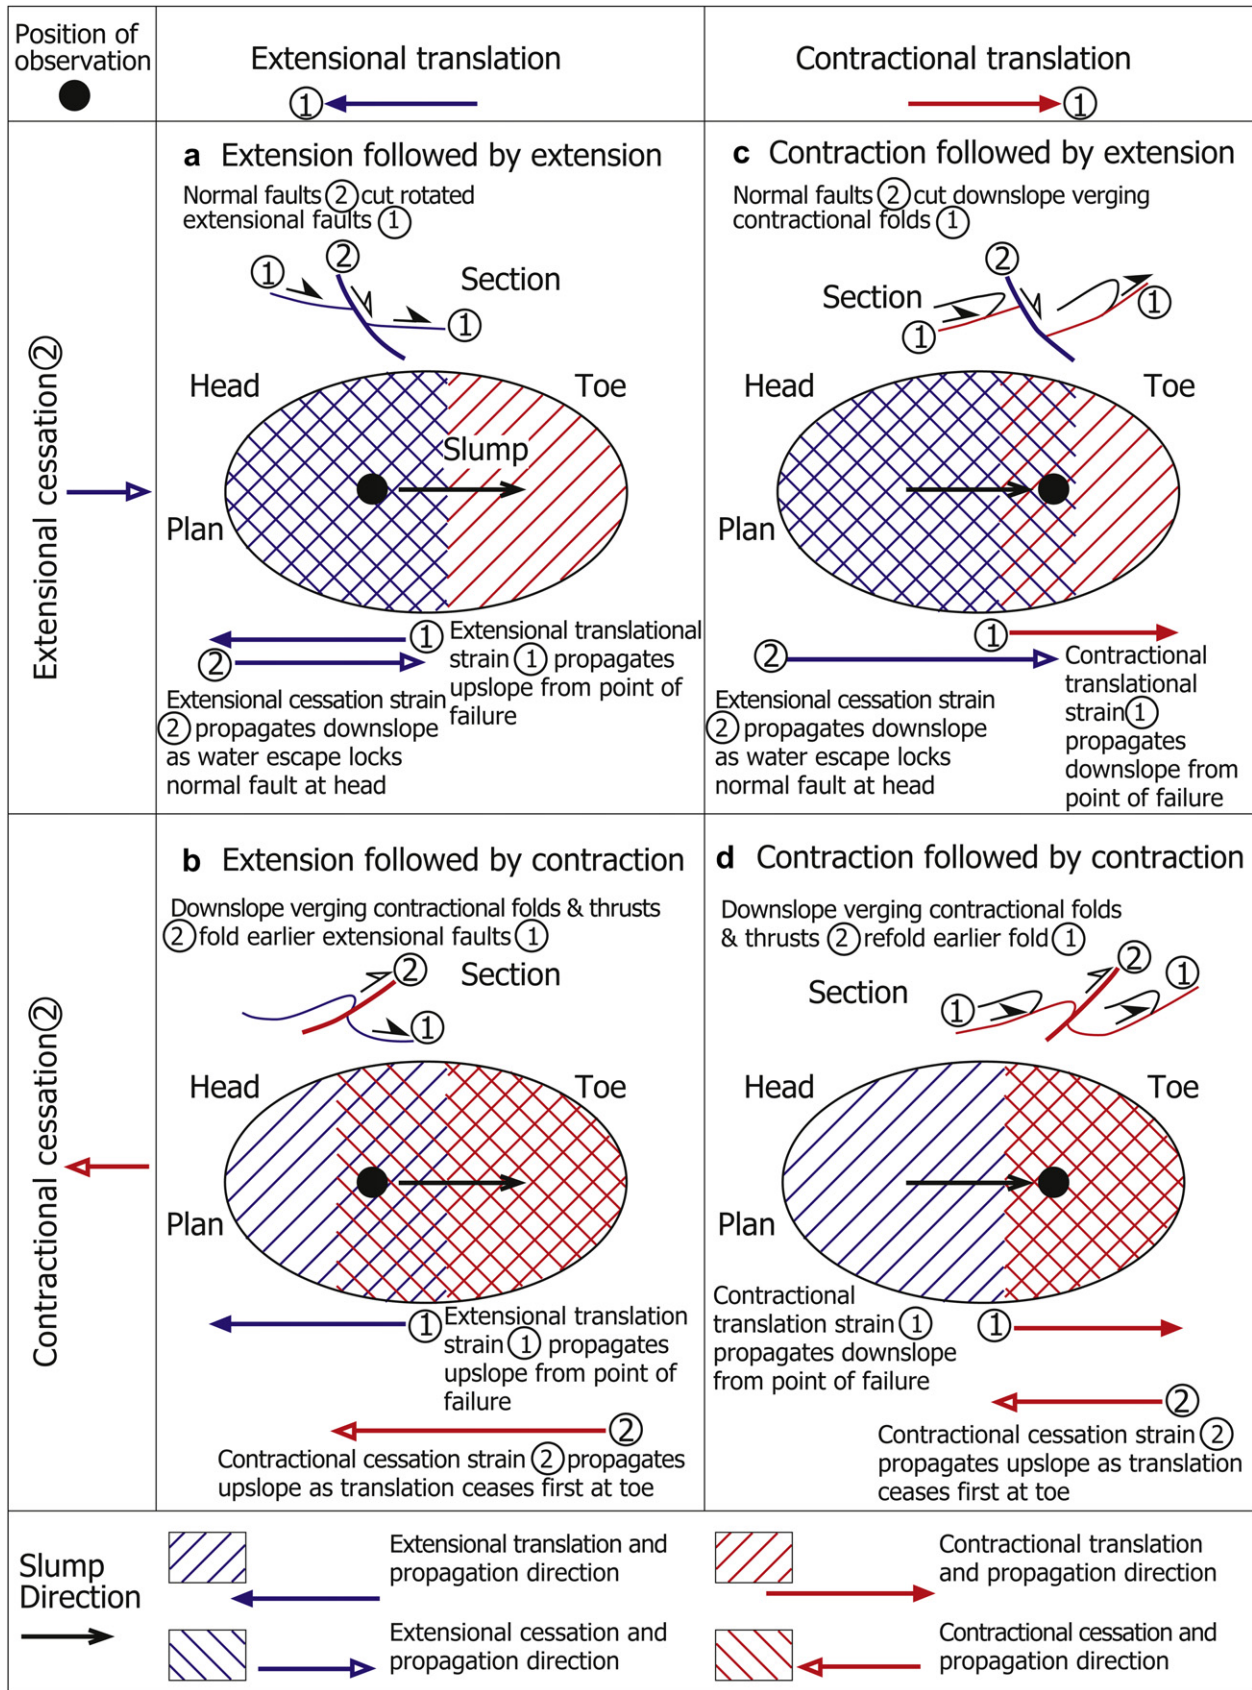 Position of
observation
Extensional translation
①
Contractional translation
①
Extensional cessation②
a Extension followed by extension
Normal faults ② cut rotated
extensional faults ①
①
②
Section
①
Head
Toe
Slump
Plan
①
②
Extensional translational
strain ① propagates
upslope from point of
failure
Extensional cessation strain
② propagates downslope
as water escape locks
normal fault at head
c Contraction followed by extension
Normal faults ② cut downslope verging
contractional folds ①
②
Section
①
①
Head
Toe
Plan
①
②
Contractional
translational
strain ①
propagates
downslope from
point of failure
Extensional cessation strain
② propagates downslope
as water escape locks
normal fault at head
Contractional cessation②
b Extension followed by contraction
Downslope verging contractional folds & thrusts
② fold earlier extensional faults ①
②
Section
①
Head
Toe
Plan
①
Extensional translation
strain ① propagates
upslope from point of
failure
②
Contractional cessation strain ② propagates
upslope as translation ceases first at toe
d Contraction followed by contraction
Downslope verging contractional folds
& thrusts ② refold earlier fold ①
②
①
Section
①
Head
Toe
Plan
Contractional
translation strain ①
propagates downslope
from point of failure
①
②
Contractional cessation strain ②
propagates upslope as translation
ceases first at toe
Slump
Direction
Extensional translation and
propagation direction
Extensional cessation and
propagation direction
Contractional translation
and propagation direction
Contractional cessation and
propagation direction